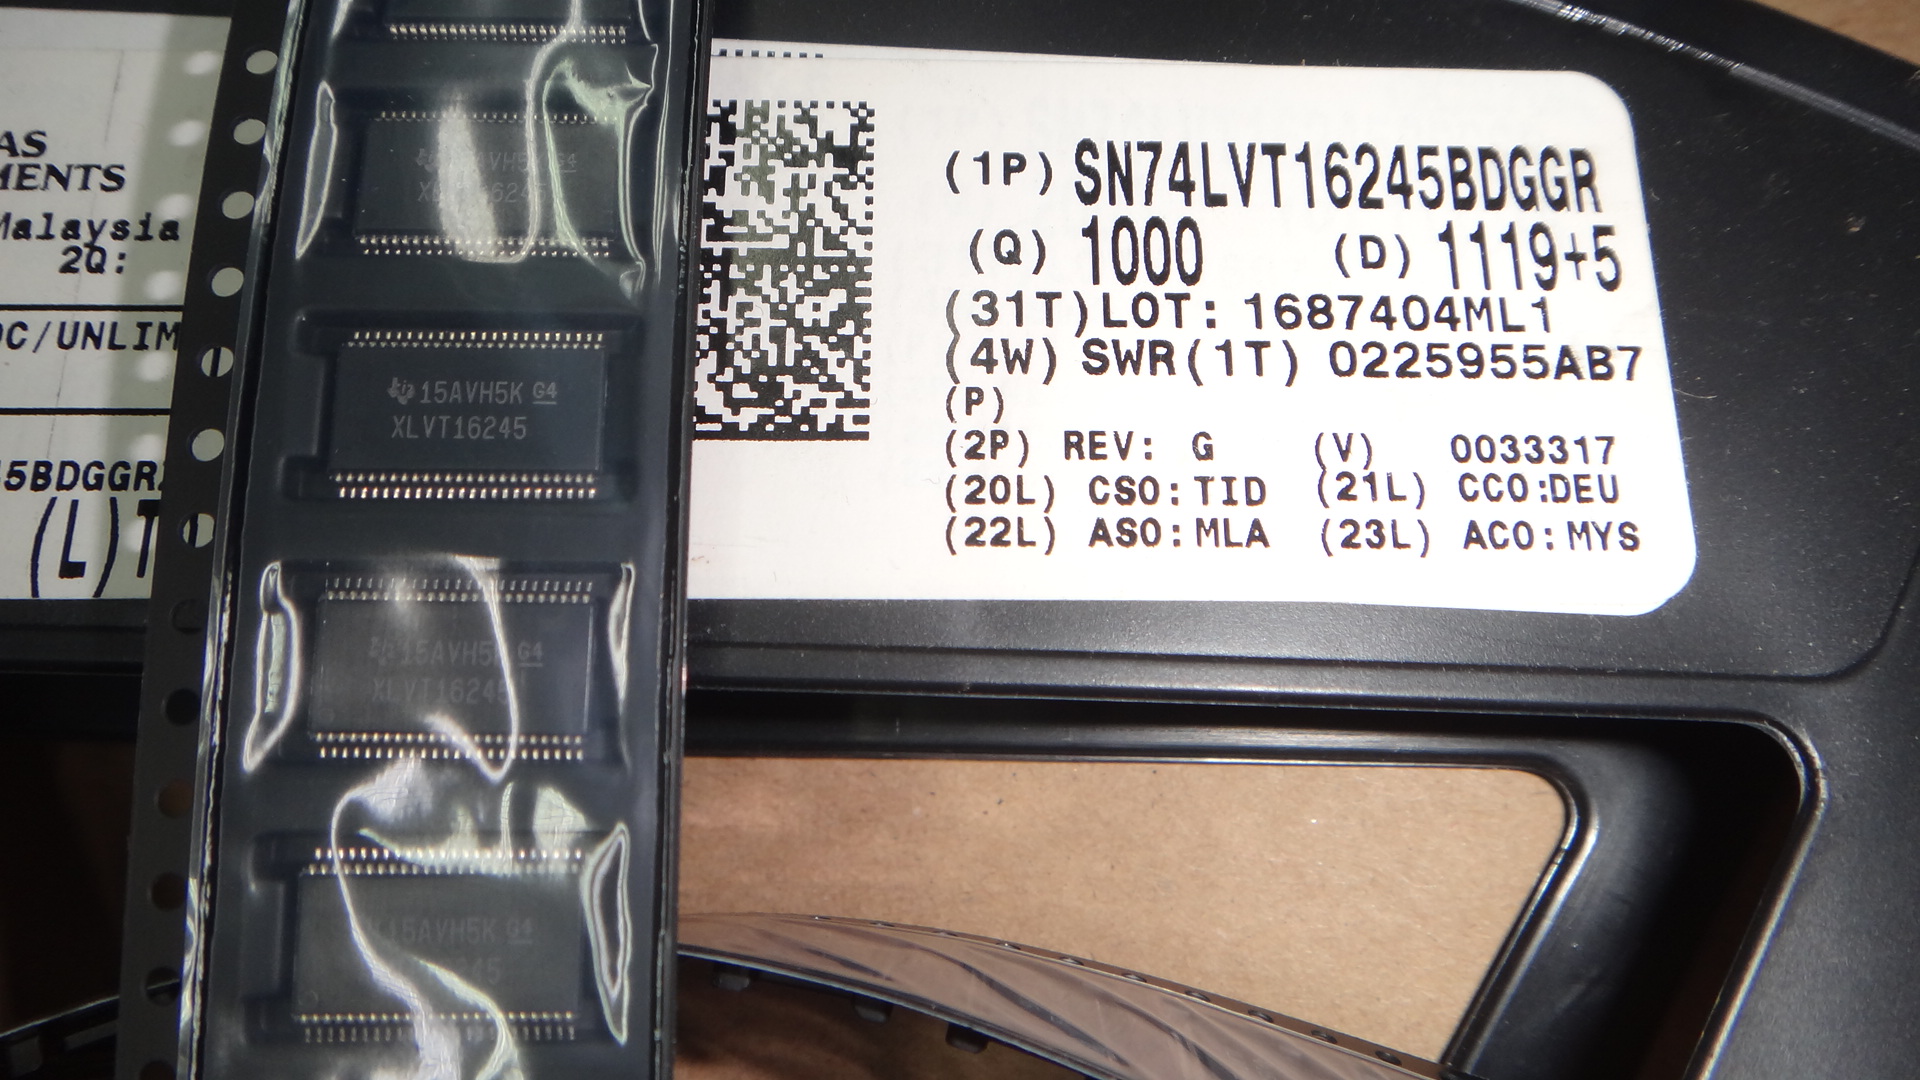 AS
MENTS
Malaysia
2Q:
OC/UNLIM
5BDGGR
(L)T
15AVH5K G4
XLVT16245
15AVH5K G4
XLVT16245
15AVH5K G4
XLVT16245
15AVH5K G4
45
(1P) SN74LVT16245BDGGR
(Q) 1000 (D) 1119+5
(31T)LOT: 1687404ML1
(4W) SWR(1T) 0225955AB7
(P)
(2P) REV: G (V) 0033317
(20L) CSO:TID (21L) CCO:DEU
(22L) ASO:MLA (23L) ACO:MYS